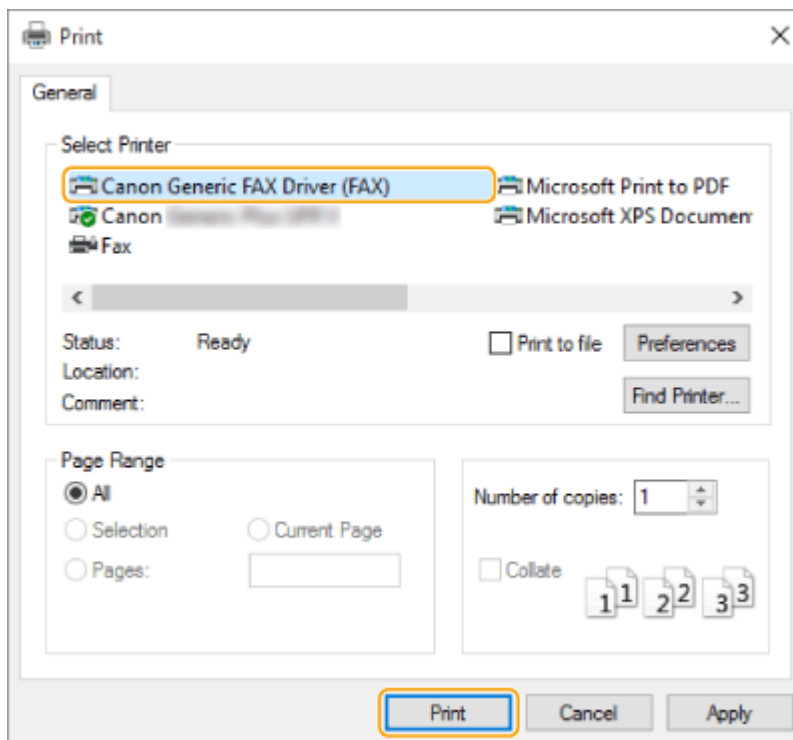 Print
General
Select Printer
Canon Generic FAX Driver (FAX) Microsoft Print to PDF
Canon Microsoft XPS Documen
Fax
Status: Ready Print to file Preferences
Location:
Comment: Find Printer...
Page Range
All Number of copies: 1
Selection Current Page
Pages: Collate 1 1 2 2 3 3
Print Cancel Apply